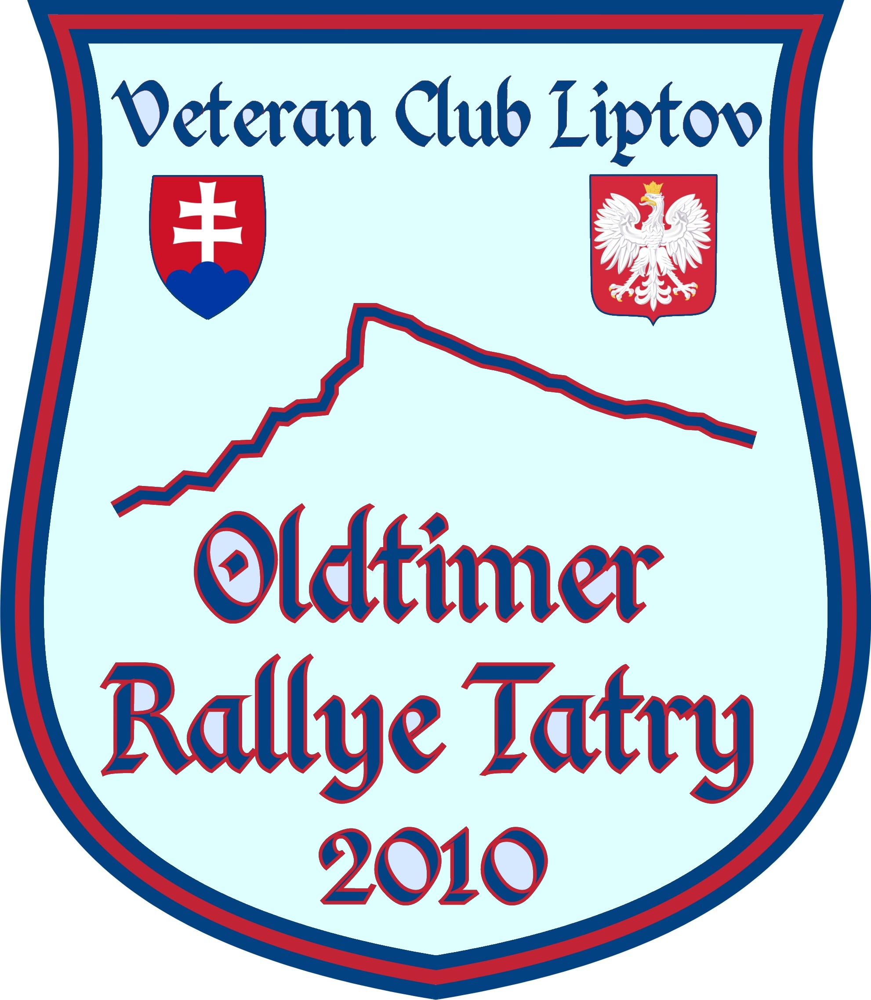 Veteran Club Liptov
Oldtimer
Rallye Tatry
2010